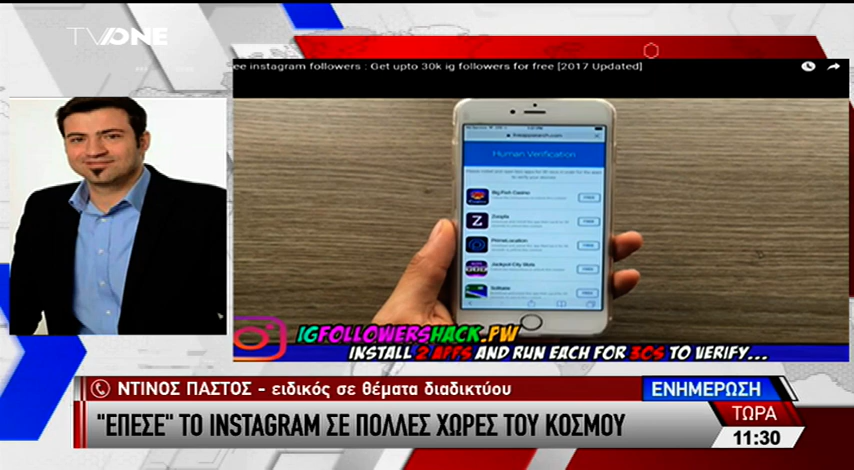 TVONE
ee instagram followers : Get upto 30k ig followers for free [2017 Updated]
Human Verification
Big Fish Casino
Zoopla
PrimeLocation
Jackpot City Slots
Solitaire
IGFOLLOWERSHACK.PW
INSTALL 2 APPS AND RUN EACH FOR 30S TO VERIFY...
ΝΤΙΝΟΣ ΠΑΣΤΟΣ - ειδικός σε θέματα διαδικτύου
ΕΝΗΜΕΡΩΣΗ
"ΕΠΕΣΕ" ΤΟ INSTAGRAM ΣΕ ΠΟΛΛΕΣ ΧΩΡΕΣ ΤΟΥ ΚΟΣΜΟΥ
ΤΩΡΑ
11:30